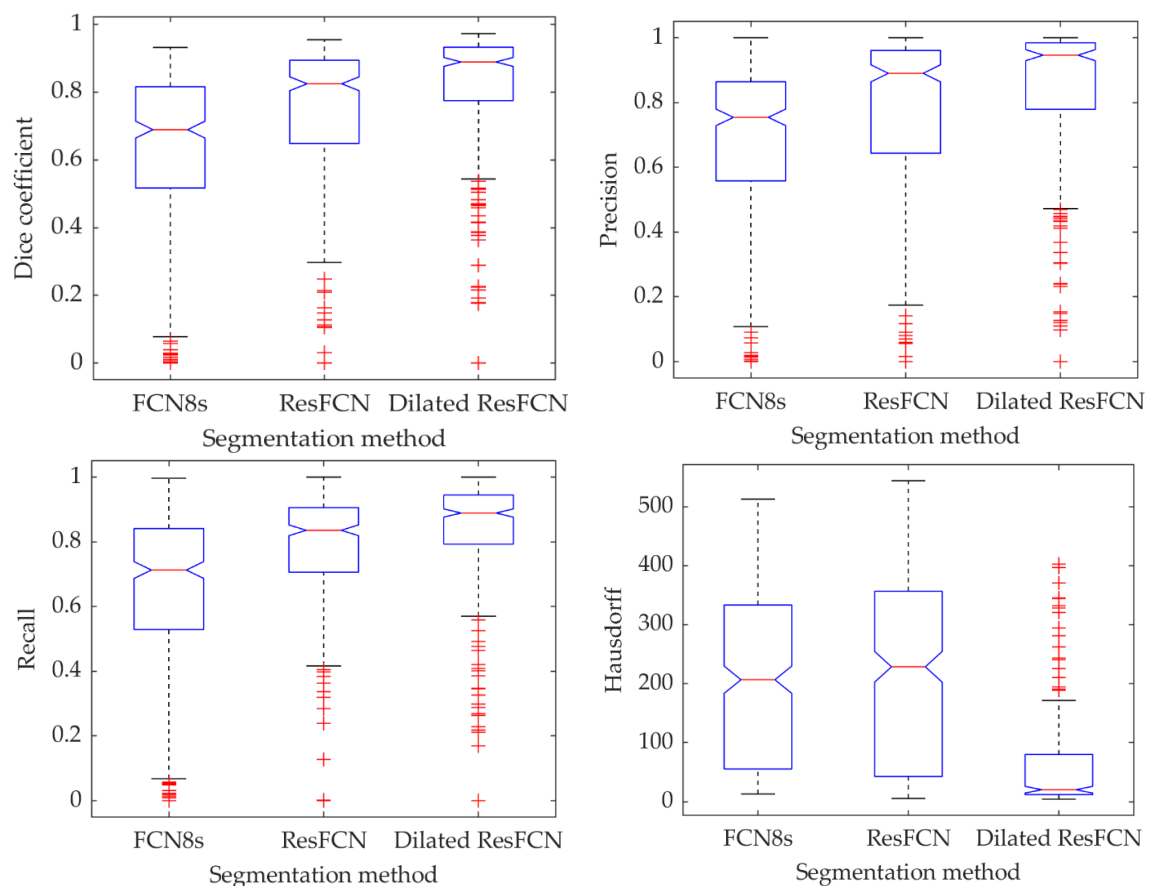 Dice coefficient
1
0.8
0.6
0.4
0.2
0
FCN8s ResFCN Dilated ResFCN
Segmentation method
Precision
1
0.8
0.6
0.4
0.2
0
FCN8s ResFCN Dilated ResFCN
Segmentation method
Recall
1
0.8
0.6
0.4
0.2
0
FCN8s ResFCN Dilated ResFCN
Segmentation method
Hausdorff
500
400
300
200
100
0
FCN8s ResFCN Dilated ResFCN
Segmentation method